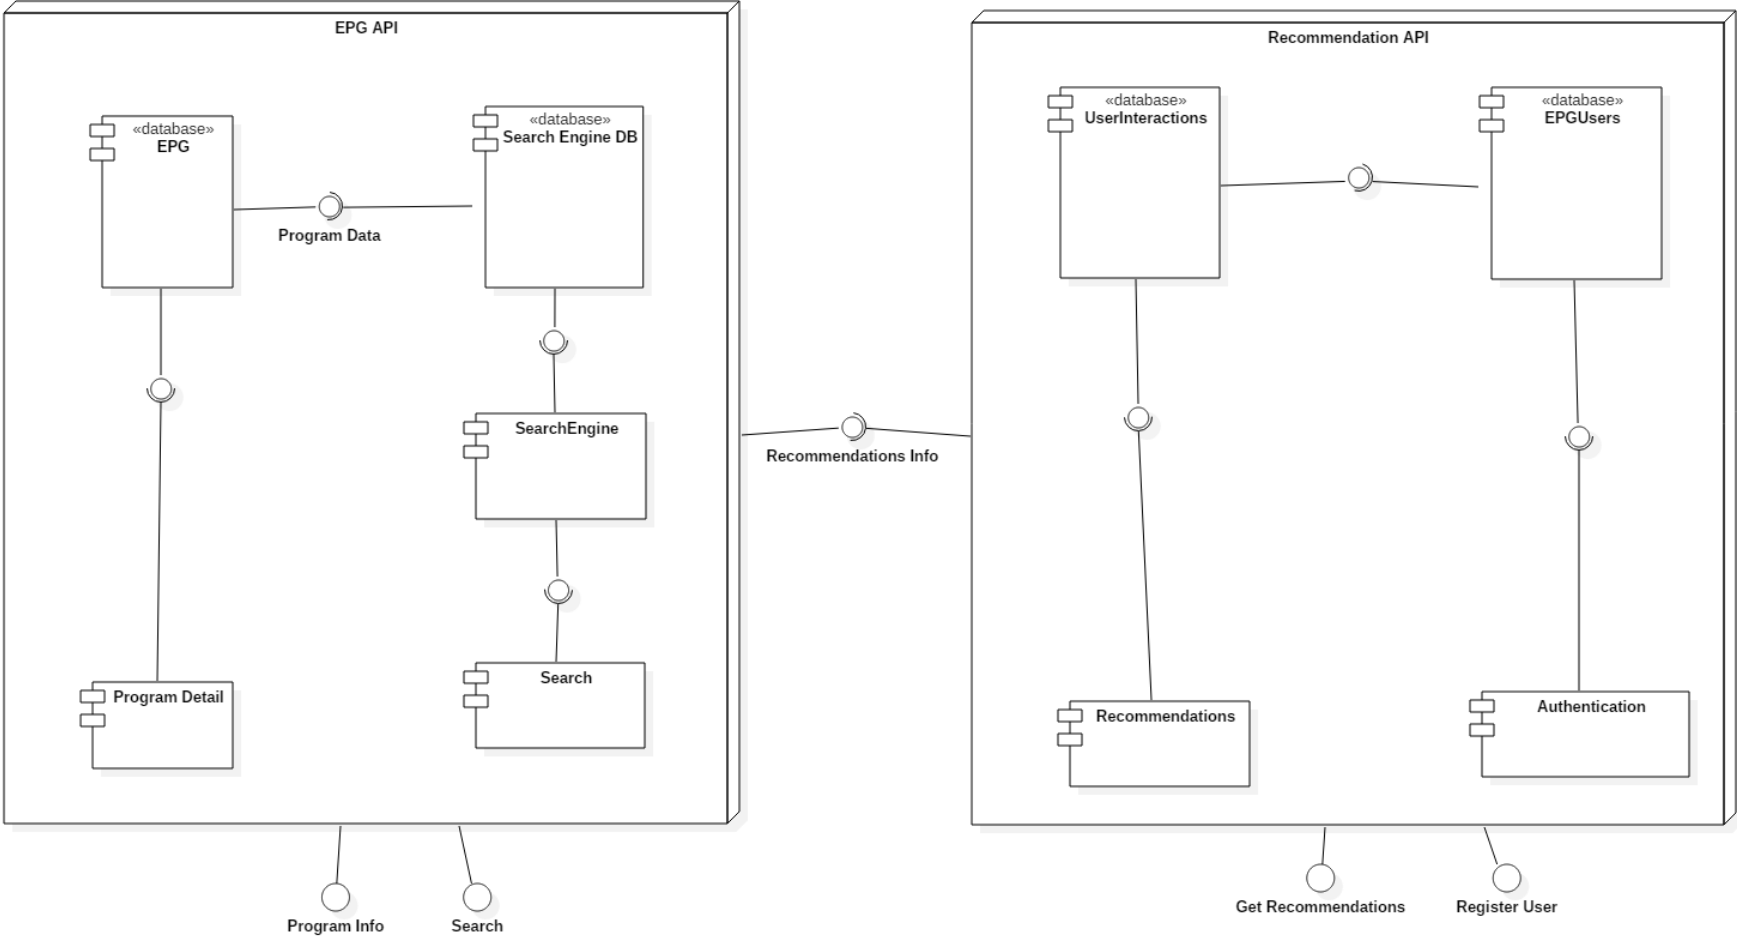 EPG API
«database»
EPG
«database»
Search Engine DB
Program Data
SearchEngine
Search
Program Detail
Program Info
Search
Recommendations Info
Recommendation API
«database»
UserInteractions
«database»
EPGUsers
Recommendations
Authentication
Get Recommendations
Register User